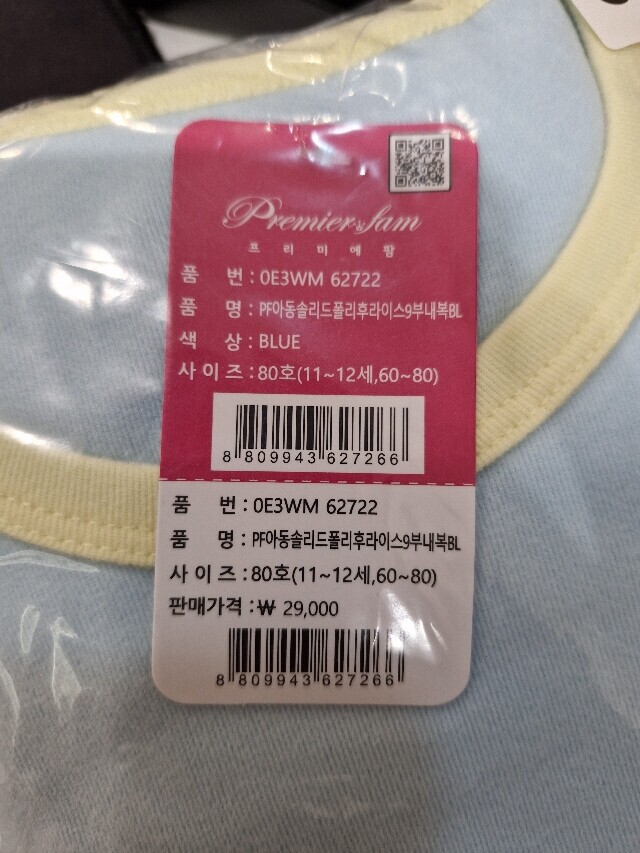 Premier Jam
프리미에쨈
품 번 : 0E3WM 62722
품 명 : PF아동솔리드폴리후라이스9부내복BL
색 상 : BLUE
사이즈 : 80호(11~12세,60~80)
8 809943 627266
품 번 : 0E3WM 62722
품 명 : PF아동솔리드폴리후라이스9부내복BL
사이즈 : 80호(11~12세,60~80)
판매가격 : ₩ 29,000
8 809943 627266